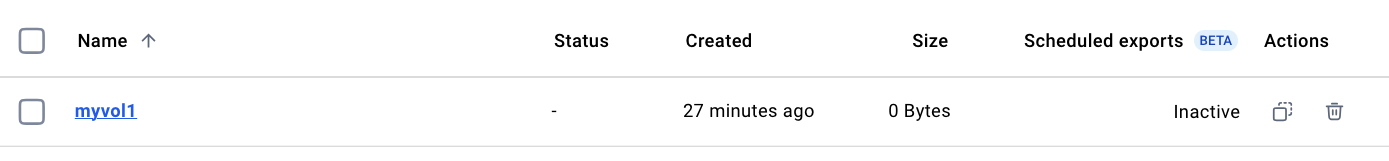 Name Status Created Size Scheduled exports BETA Actions
myvol1 - 27 minutes ago 0 Bytes Inactive